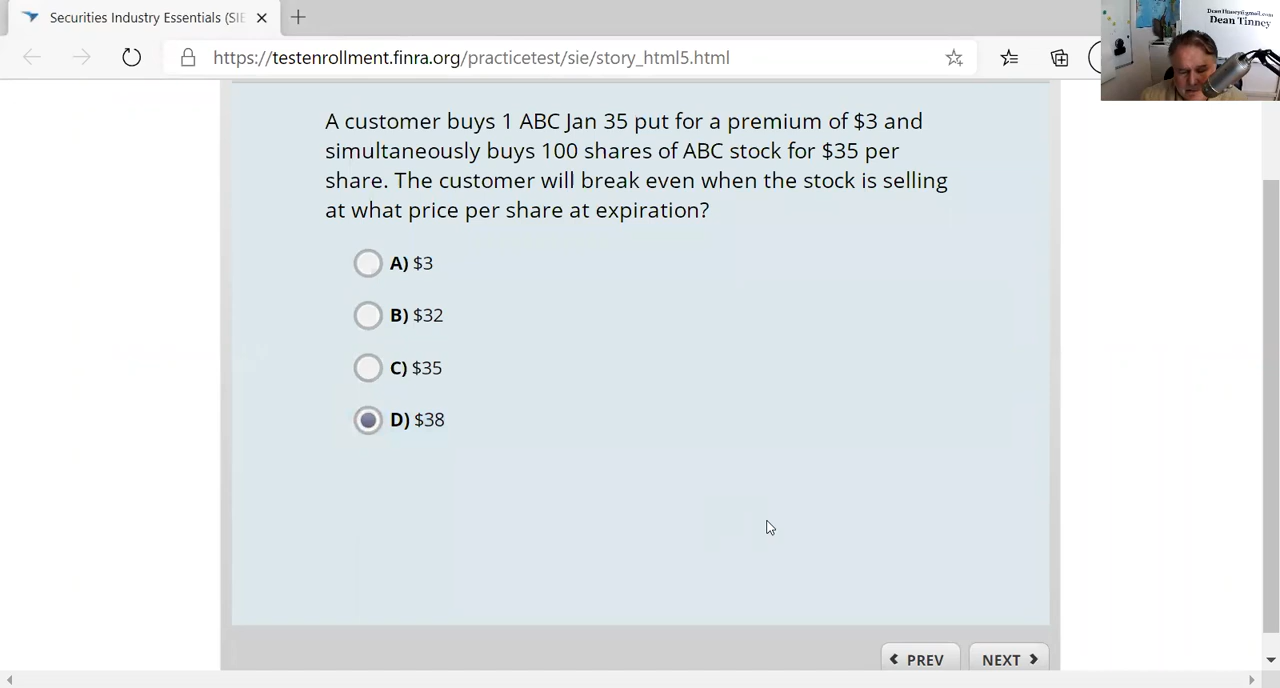 Securities Industry Essentials (SIE
https://testenrollment.finra.org/practicetest/sie/story_html5.html
DeanTinney@gmail.com
Dean Tinney
A customer buys 1 ABC Jan 35 put for a premium of $3 and
simultaneously buys 100 shares of ABC stock for $35 per
share. The customer will break even when the stock is selling
at what price per share at expiration?
A) $3
B) $32
C) $35
D) $38
PREV
NEXT